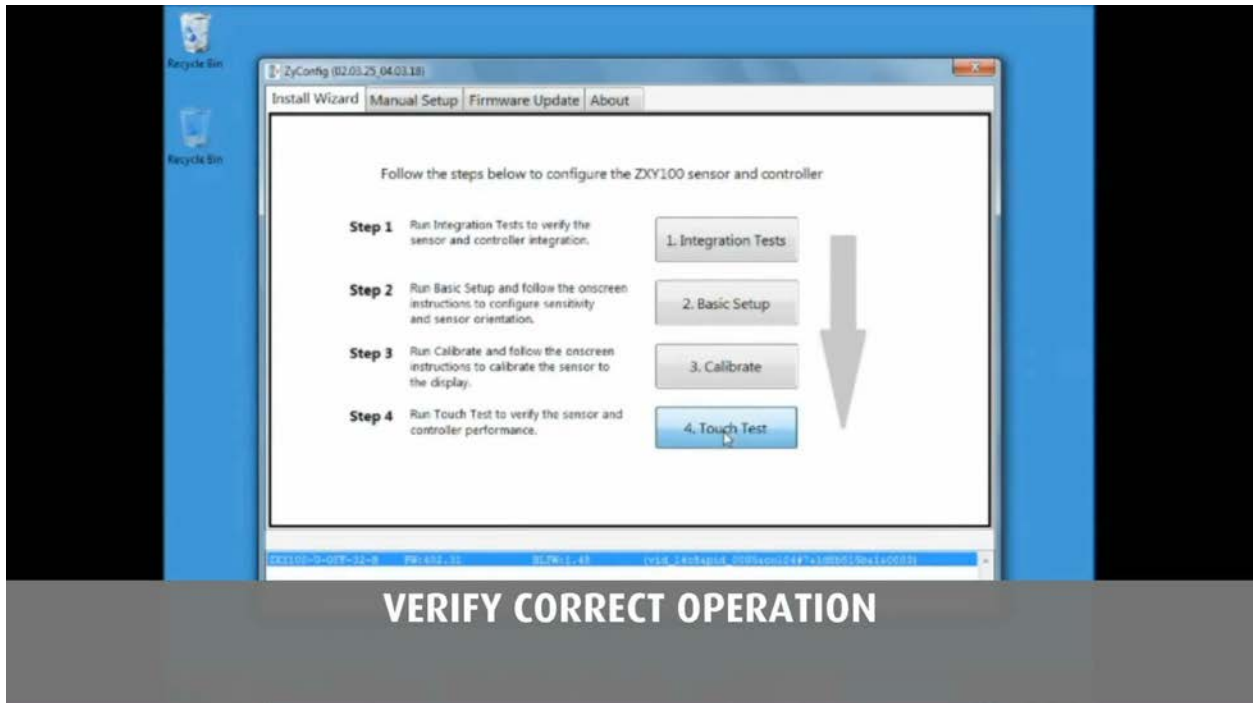 Recycle Bin
ZyConfig (02.03.25_04.03.18)
Install Wizard Manual Setup Firmware Update About
Recycle Bin
Follow the steps below to configure the ZXY100 sensor and controller
Step 1 Run Integration Tests to verify the
sensor and controller integration.
1. Integration Tests
Step 2 Run Basic Setup and follow the onscreen
instructions to configure sensitivity
and sensor orientation.
2. Basic Setup
Step 3 Run Calibrate and follow the onscreen
instructions to calibrate the sensor to
the display.
3. Calibrate
Step 4 Run Touch Test to verify the sensor and
controller performance.
4. Touch Test
VERIFY CORRECT OPERATION